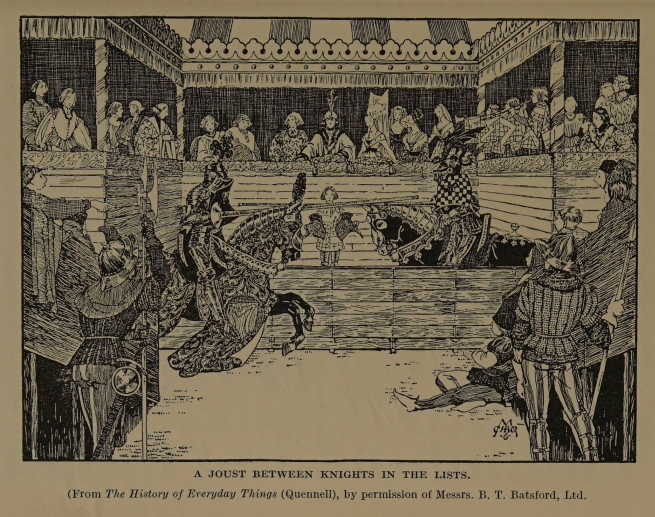 A JOUST BETWEEN KNIGHTS IN THE LISTS.
(From The History of Everyday Things (Quennell), by permission of Messrs. B. T. Batsford, Ltd.